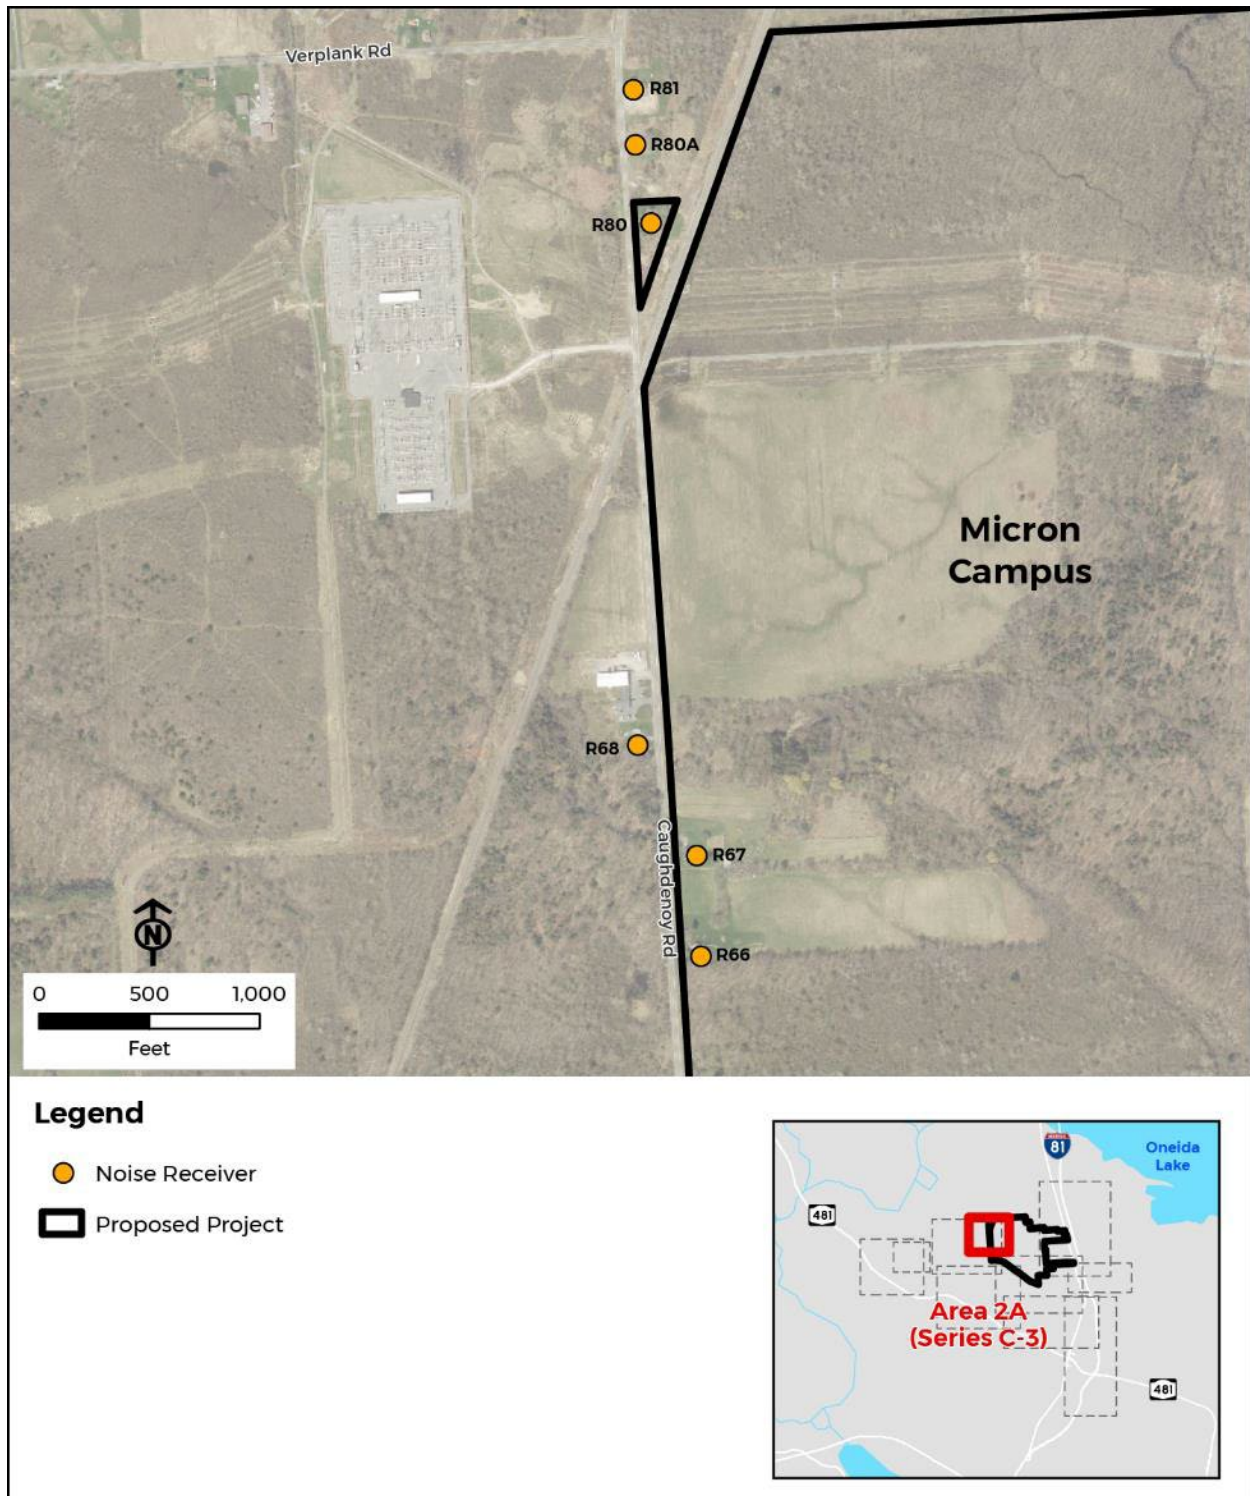 Verplank Rd
R81
R80A
R80
Micron
Campus
R68
Caughdenoy Rd
R67
R66
N
0 500 1,000
Feet
Legend
Noise Receiver
Proposed Project
INTERSTATE
81
Oneida
Lake
481
Area 2A
(Series C-3)
481